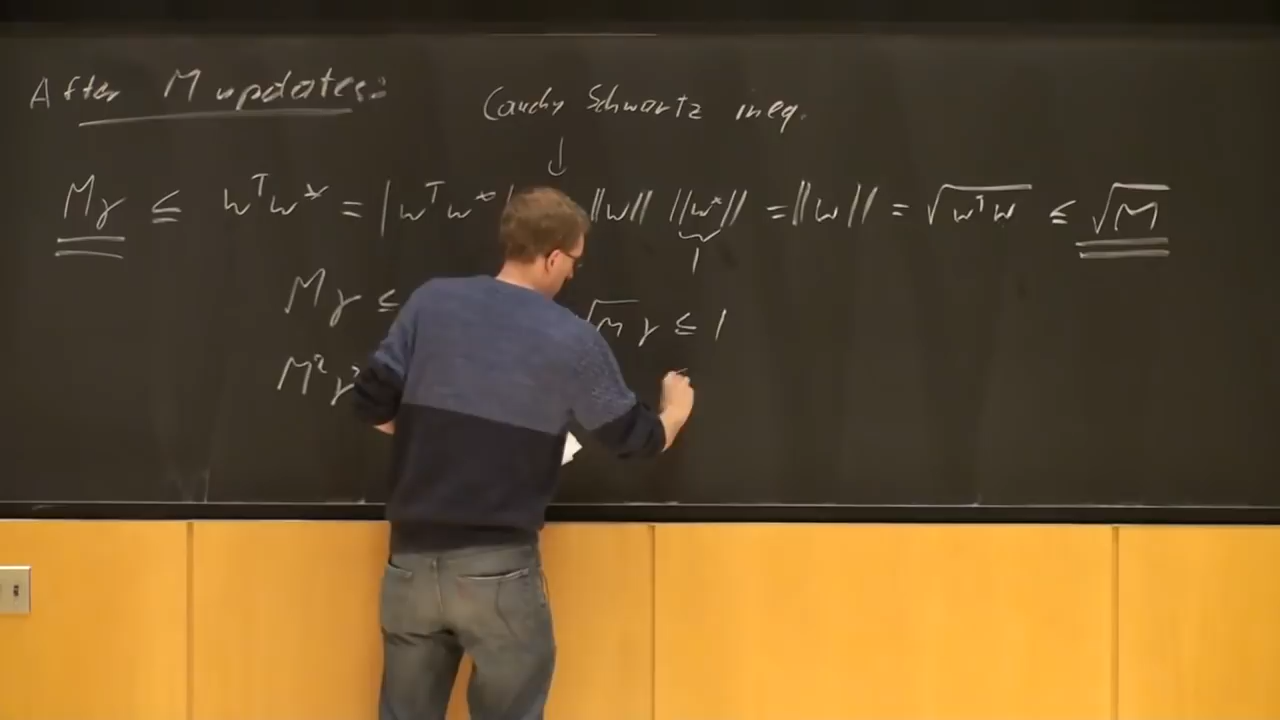 After M updates:
Cauchy Schwartz ineq.
↓
Mγ ≤ wᵀw* = |wᵀw*| ||w|| ||w*|| = ||w|| = √(wᵀw) ≤ √M
1
Mγ ≤ √M γ ≤ 1
M²γ²